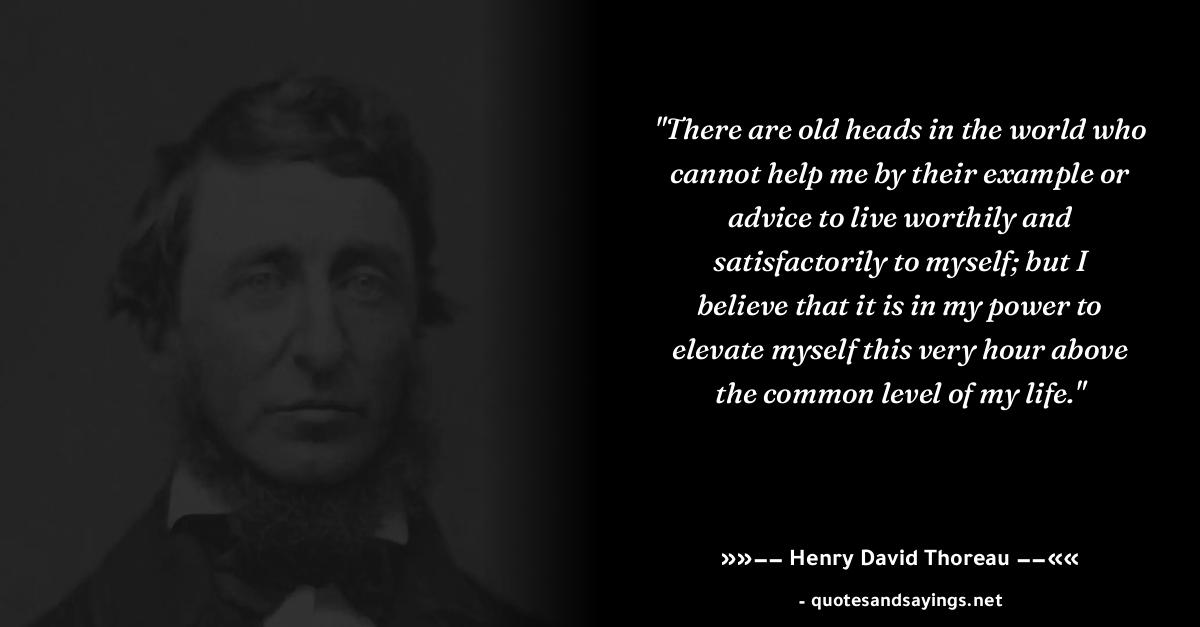 "There are old heads in the world who
cannot help me by their example or
advice to live worthily and
satisfactorily to myself; but I
believe that it is in my power to
elevate myself this very hour above
the common level of my life."
»»−− Henry David Thoreau −−««
- quotesandsayings.net